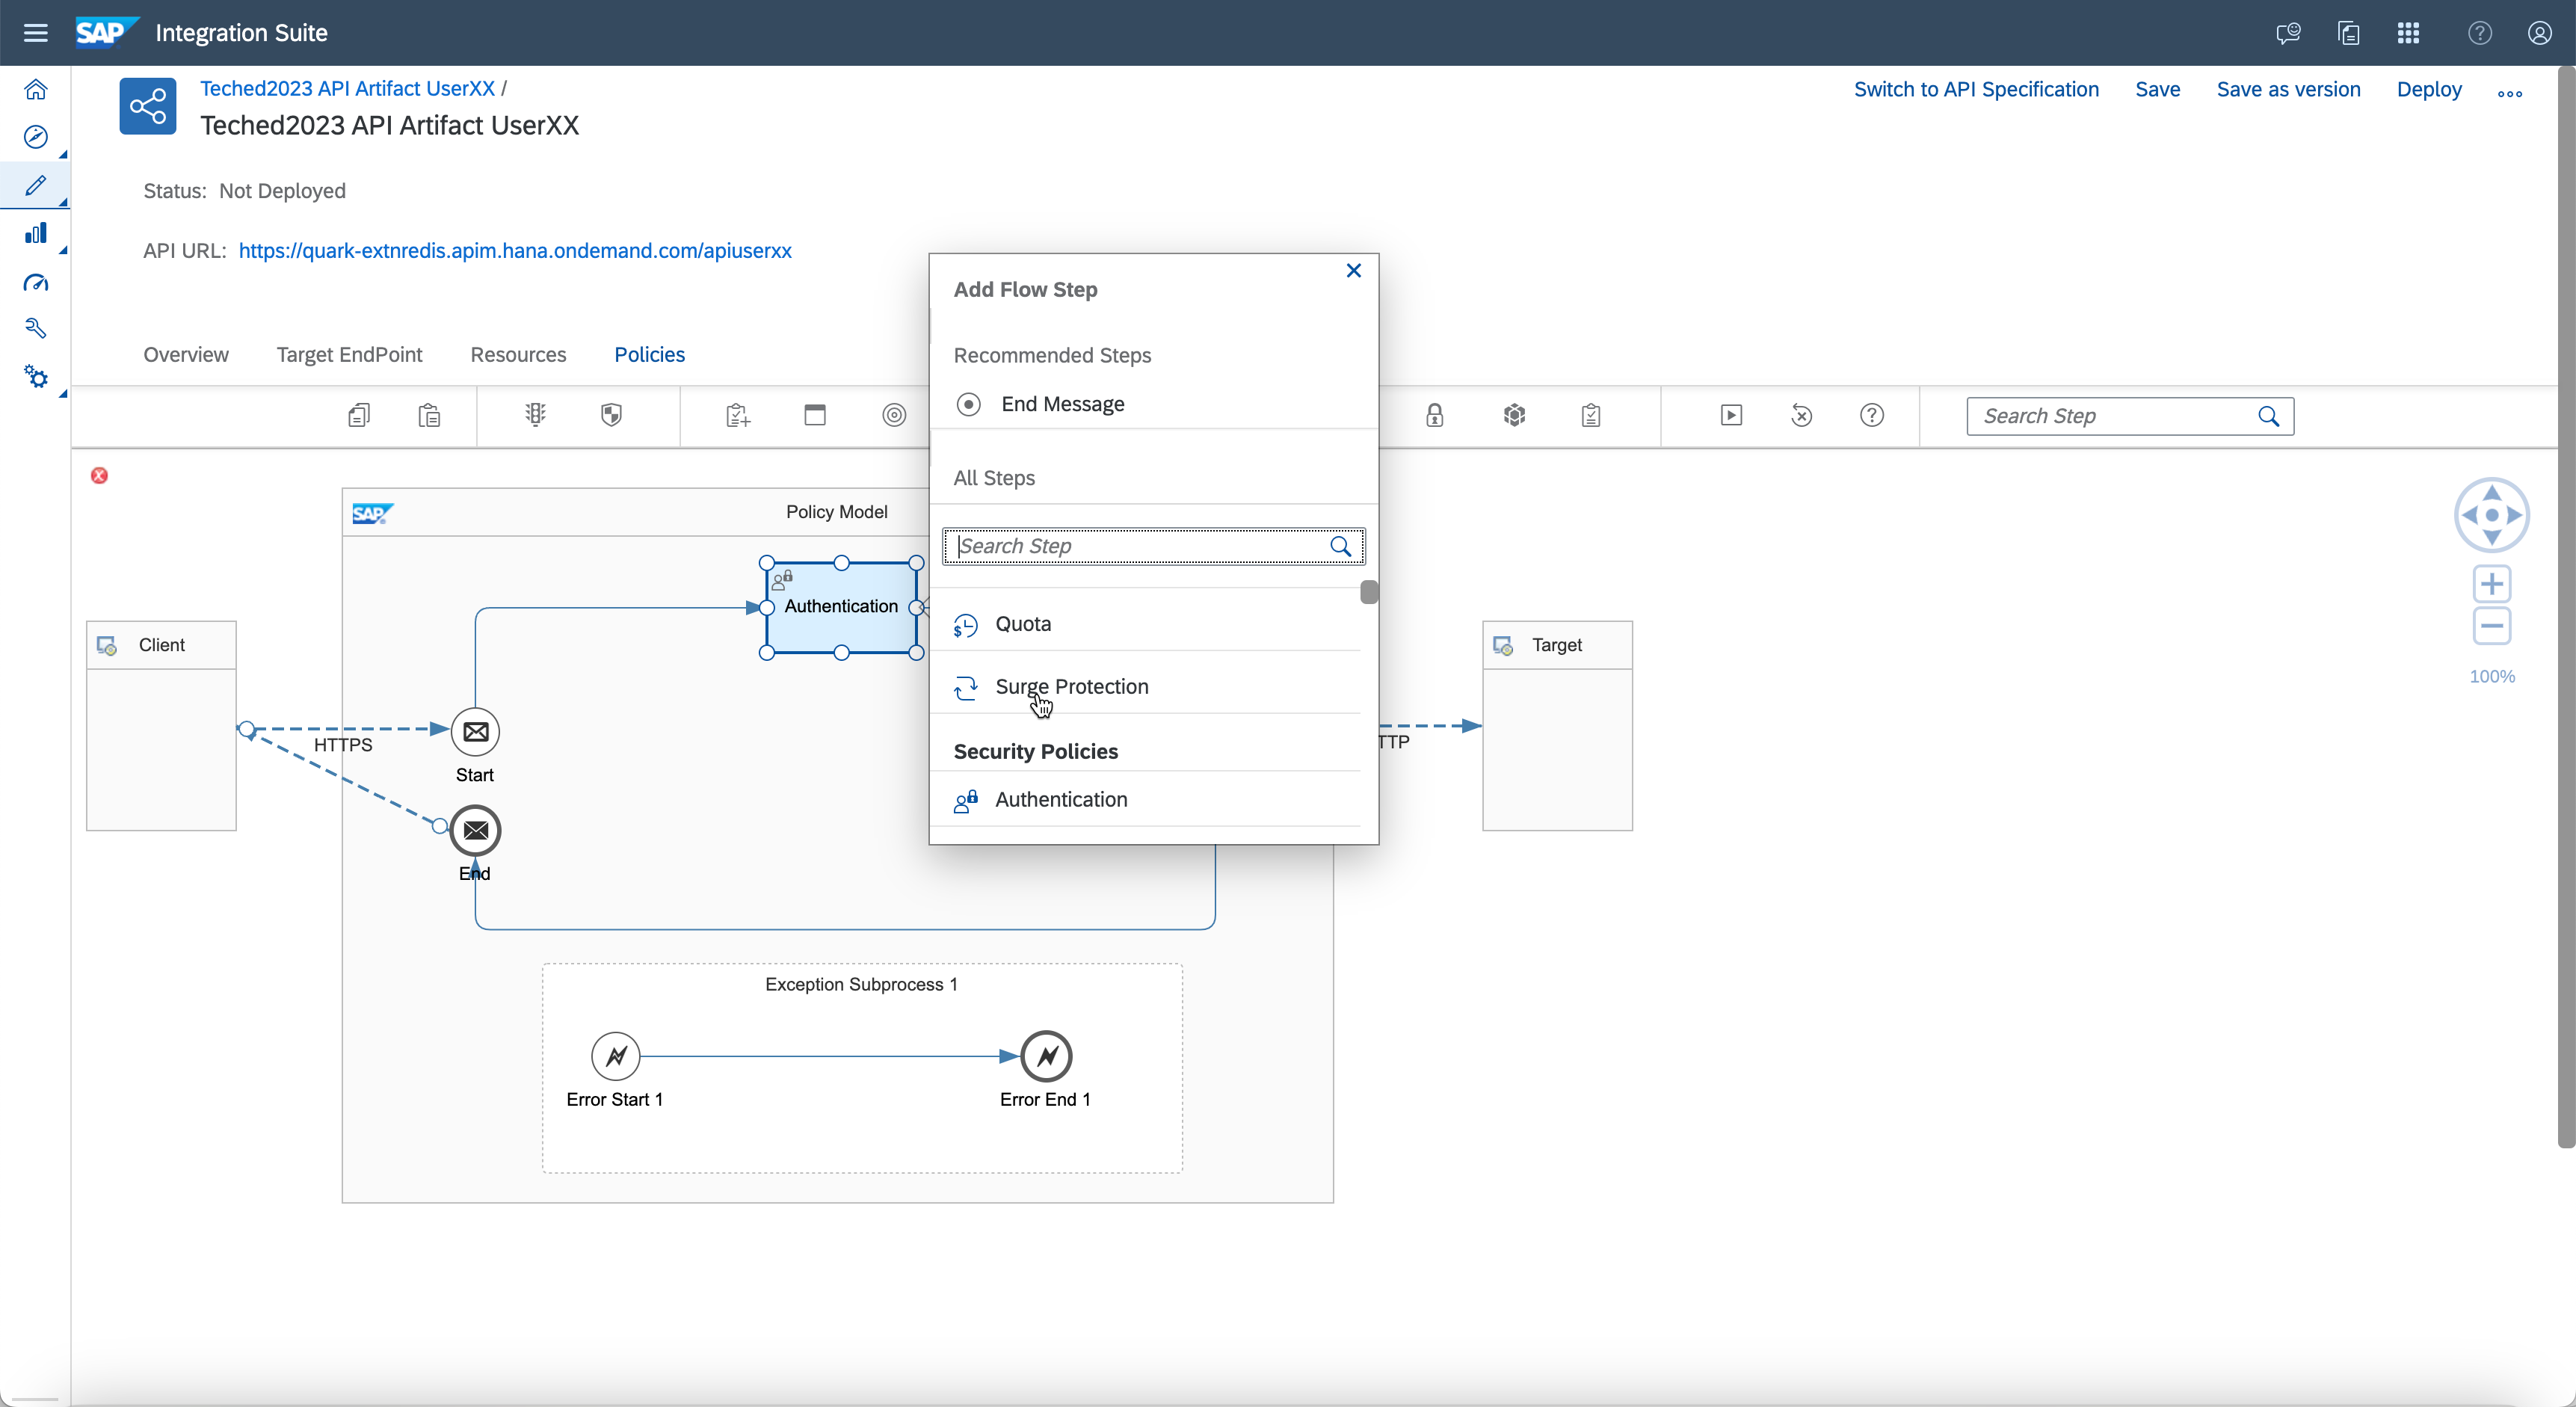 SAP Integration Suite
Teched2023 API Artifact UserXX /
Teched2023 API Artifact UserXX
Switch to API Specification Save Save as version Deploy
Status: Not Deployed
API URL: https://quark-extnredis.apim.hana.ondemand.com/apiuserxx
Overview Target EndPoint Resources Policies
Search Step
Add Flow Step
Recommended Steps
End Message
All Steps
Search Step
Quota
Surge Protection
Security Policies
Authentication
SAP Policy Model
Authentication
Client
HTTPS
Start
End
TTP
Target
100%
Exception Subprocess 1
Error Start 1
Error End 1